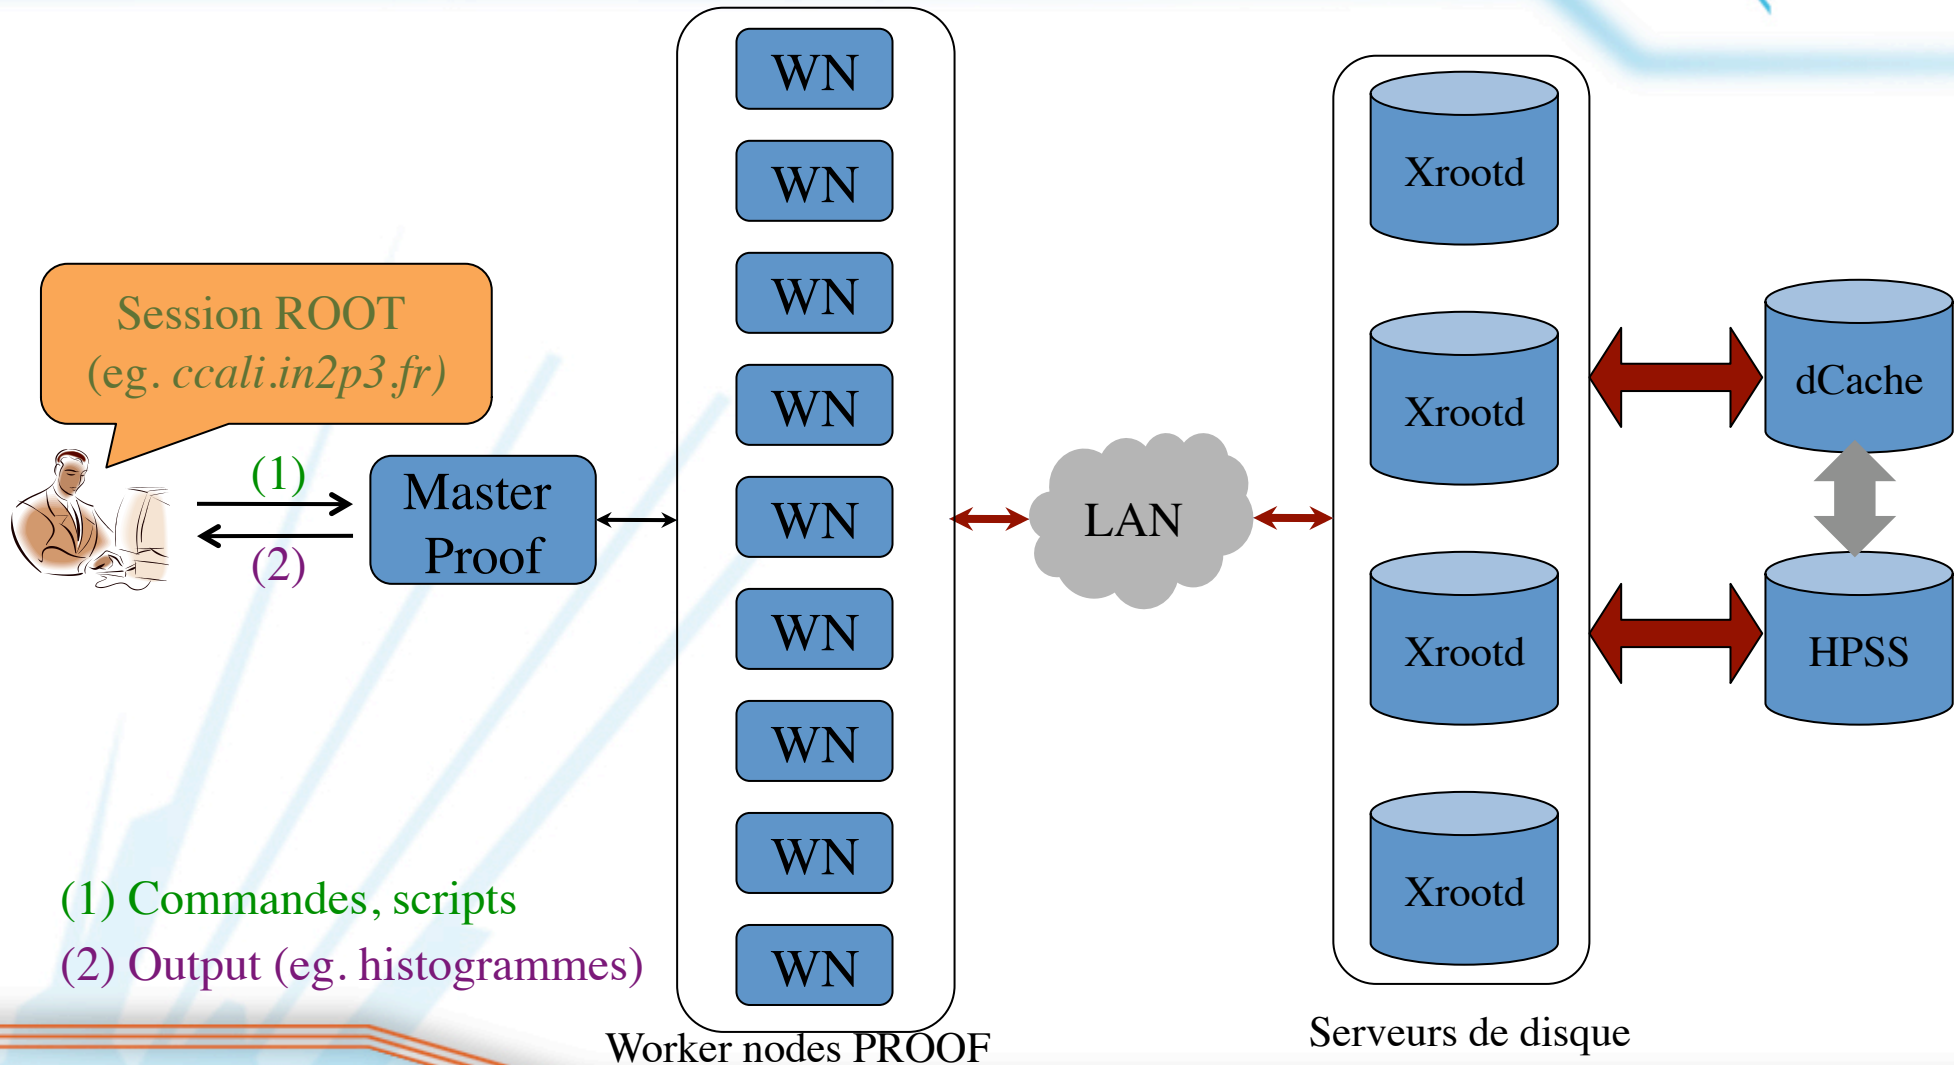 Session ROOT
(eg. ccali.in2p3.fr)
(1)
(2)
Master
Proof
WN
WN
WN
WN
WN
WN
WN
WN
WN
Worker nodes PROOF
LAN
Xrootd
Xrootd
Xrootd
Xrootd
Serveurs de disque
dCache
HPSS
(1) Commandes, scripts
(2) Output (eg. histogrammes)